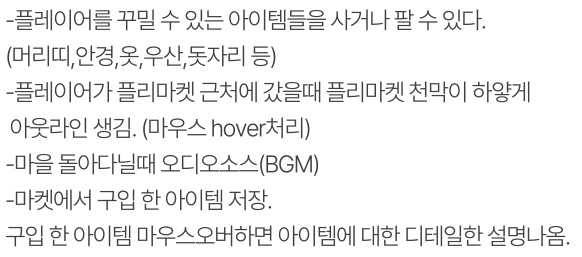 -플레이어를 꾸밀 수 있는 아이템들을 사거나 팔 수 있다.
(머리띠,안경,옷,우산,돗자리 등)
-플레이어가 플리마켓 근처에 갔을때 플리마켓 천막이 하얗게
아웃라인 생김. (마우스 hover처리)
-마을 돌아다닐때 오디오소스(BGM)
-마켓에서 구입 한 아이템 저장.
구입 한 아이템 마우스오버하면 아이템에 대한 디테일한 설명나옴.